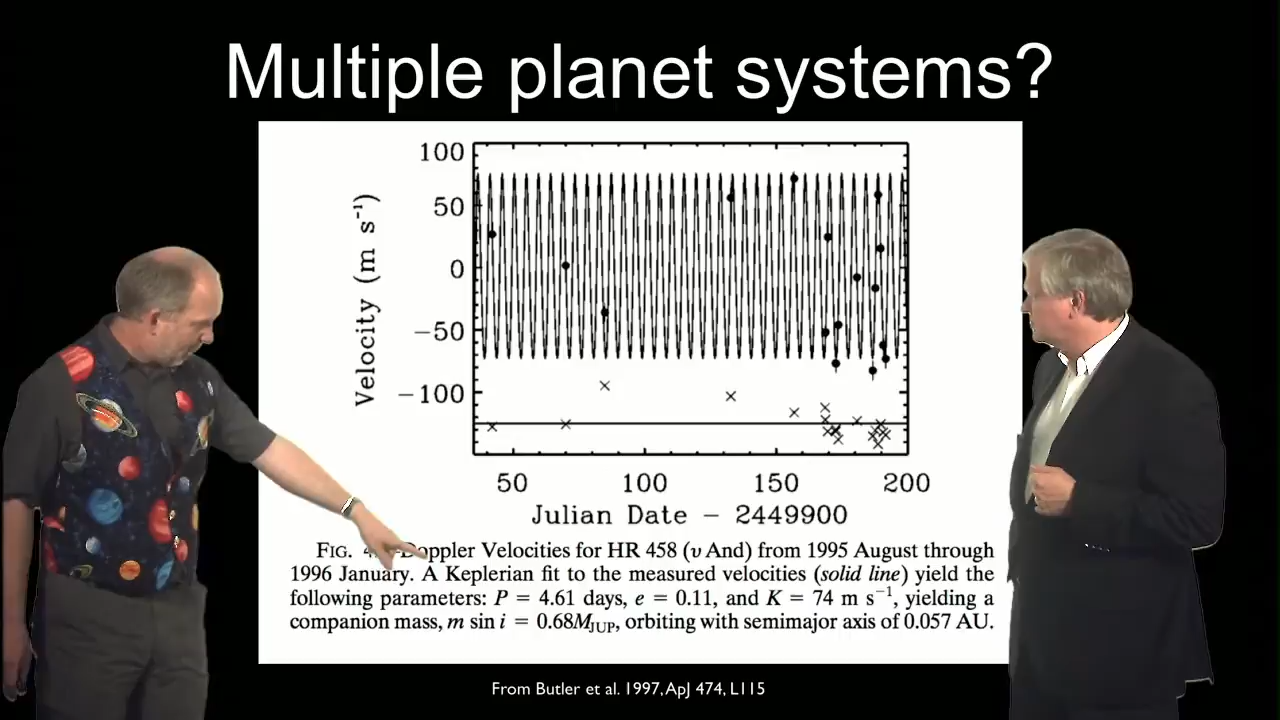 Multiple planet systems?
100
50
0
−50
−100
Velocity (m s⁻¹)
50 100 150 200
Julian Date − 2449900
FIG. Doppler Velocities for HR 458 (υ And) from 1995 August through
1996 January. A Keplerian fit to the measured velocities (solid line) yield the
following parameters: P = 4.61 days, e = 0.11, and K = 74 m s⁻¹, yielding a
companion mass, m sin i = 0.68M_JUP, orbiting with semimajor axis of 0.057 AU.
From Butler et al. 1997, ApJ 474, L115